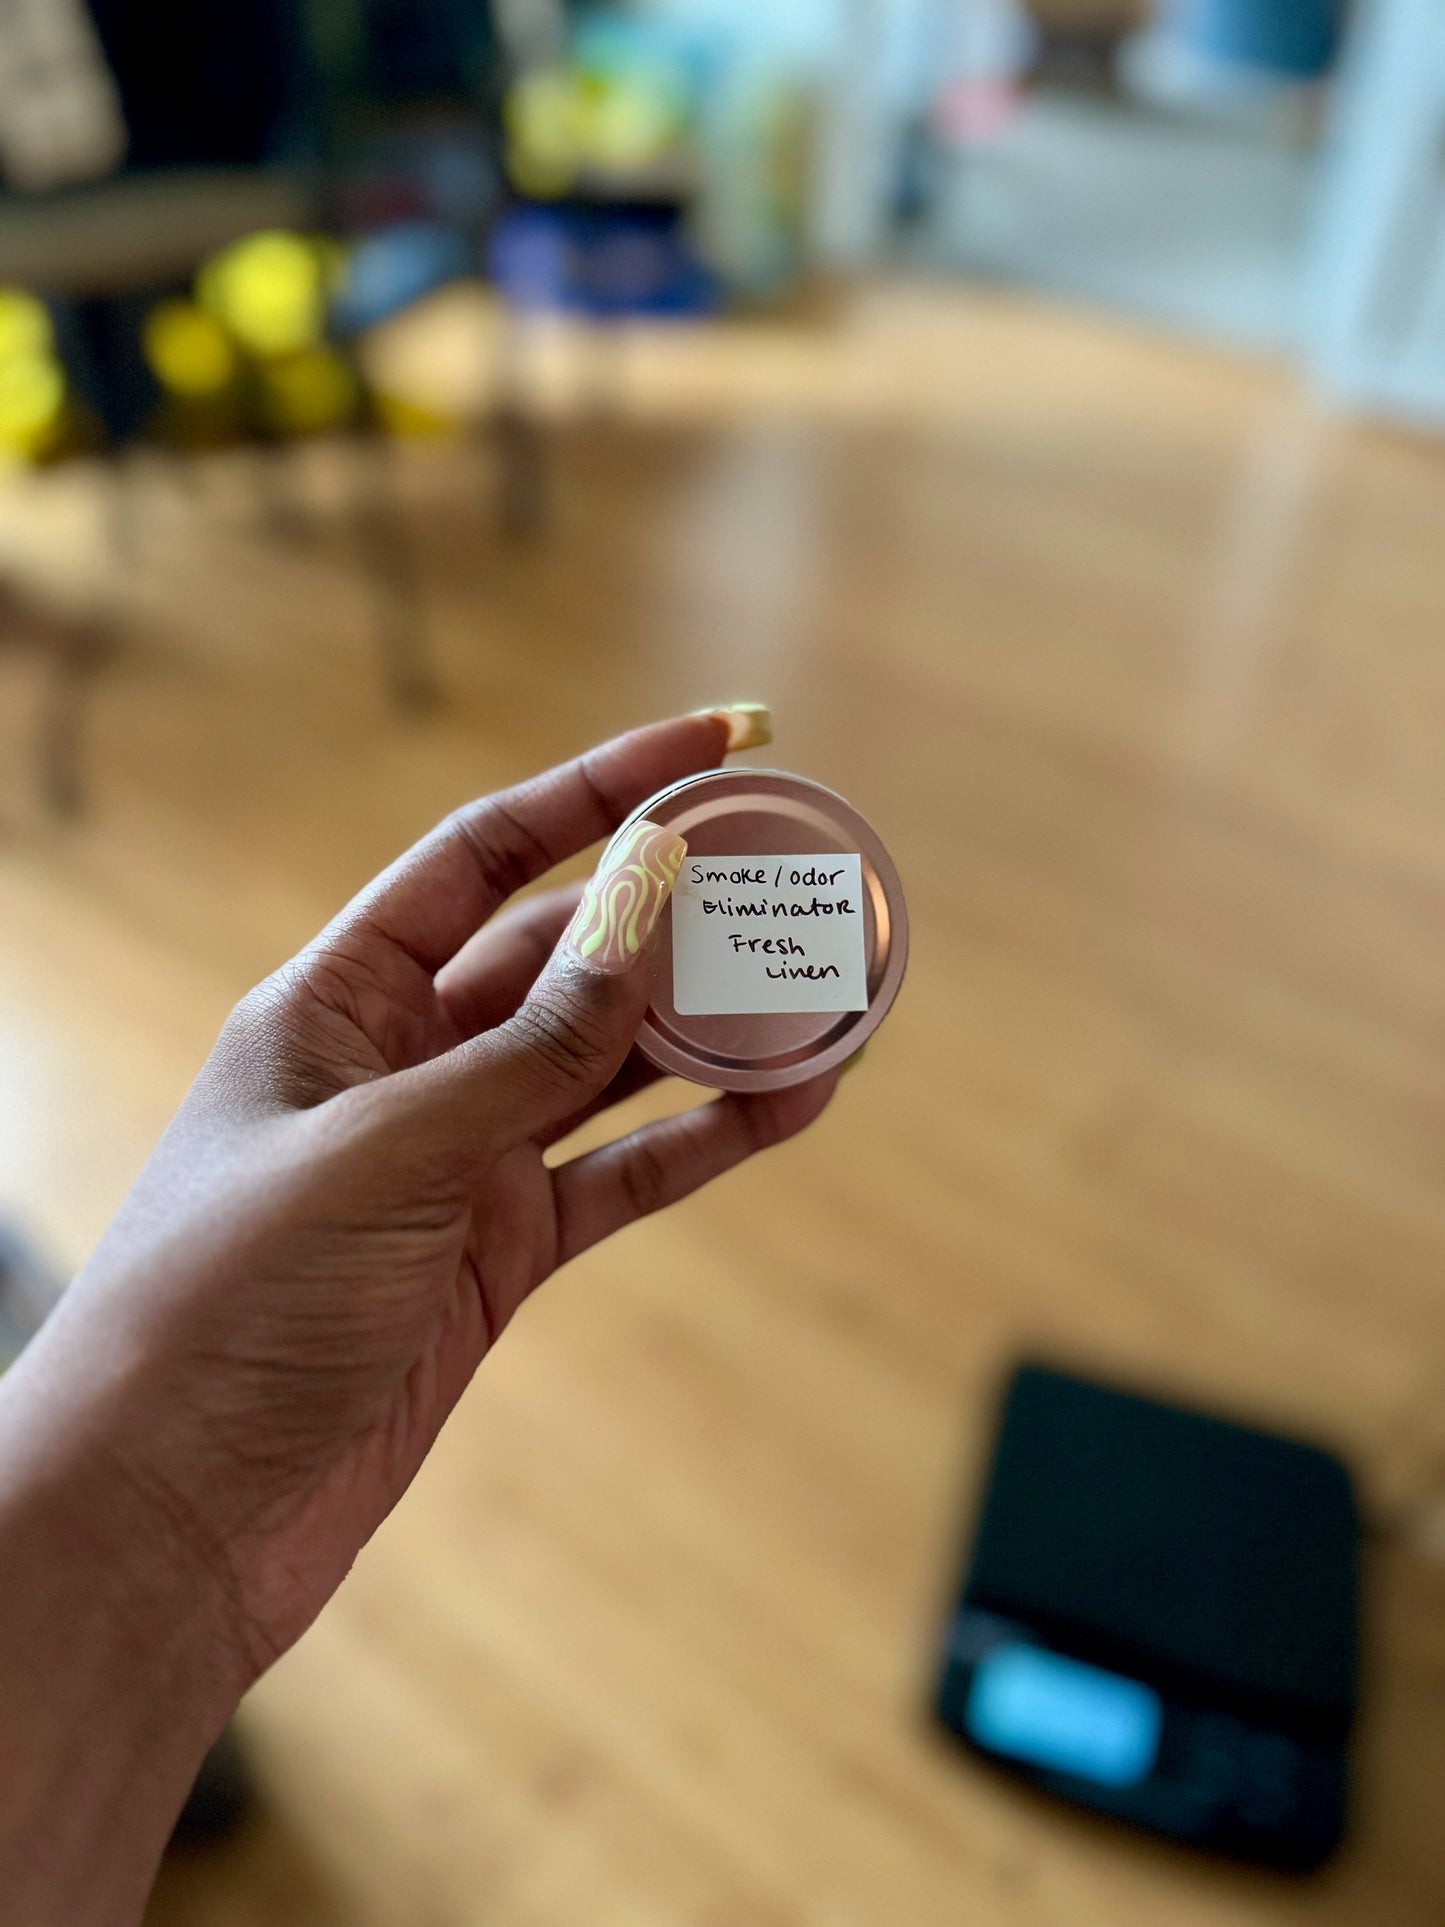 Smoke / odor
Eliminator
Fresh
Linen